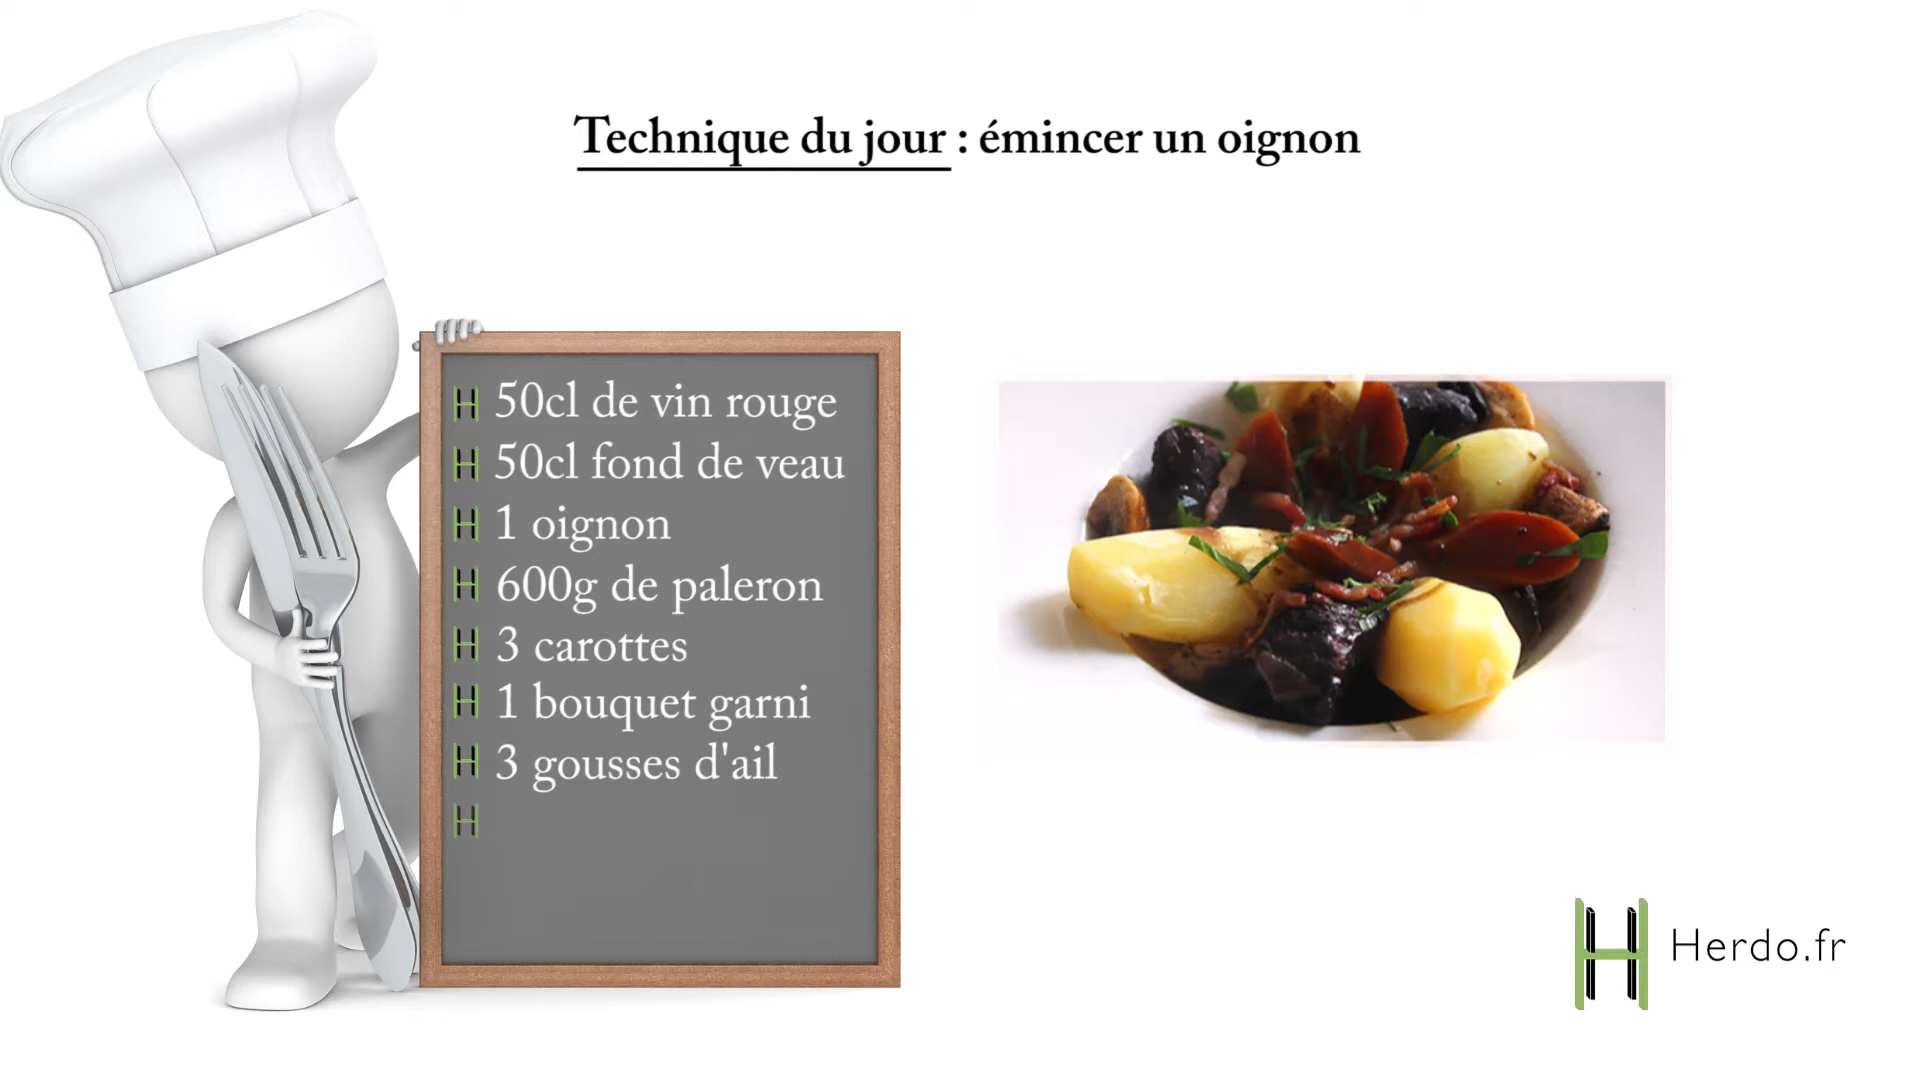 Technique du jour : émincer un oignon
50cl de vin rouge
50cl fond de veau
1 oignon
600g de paleron
3 carottes
1 bouquet garni
3 gousses d'ail
Herdo.fr